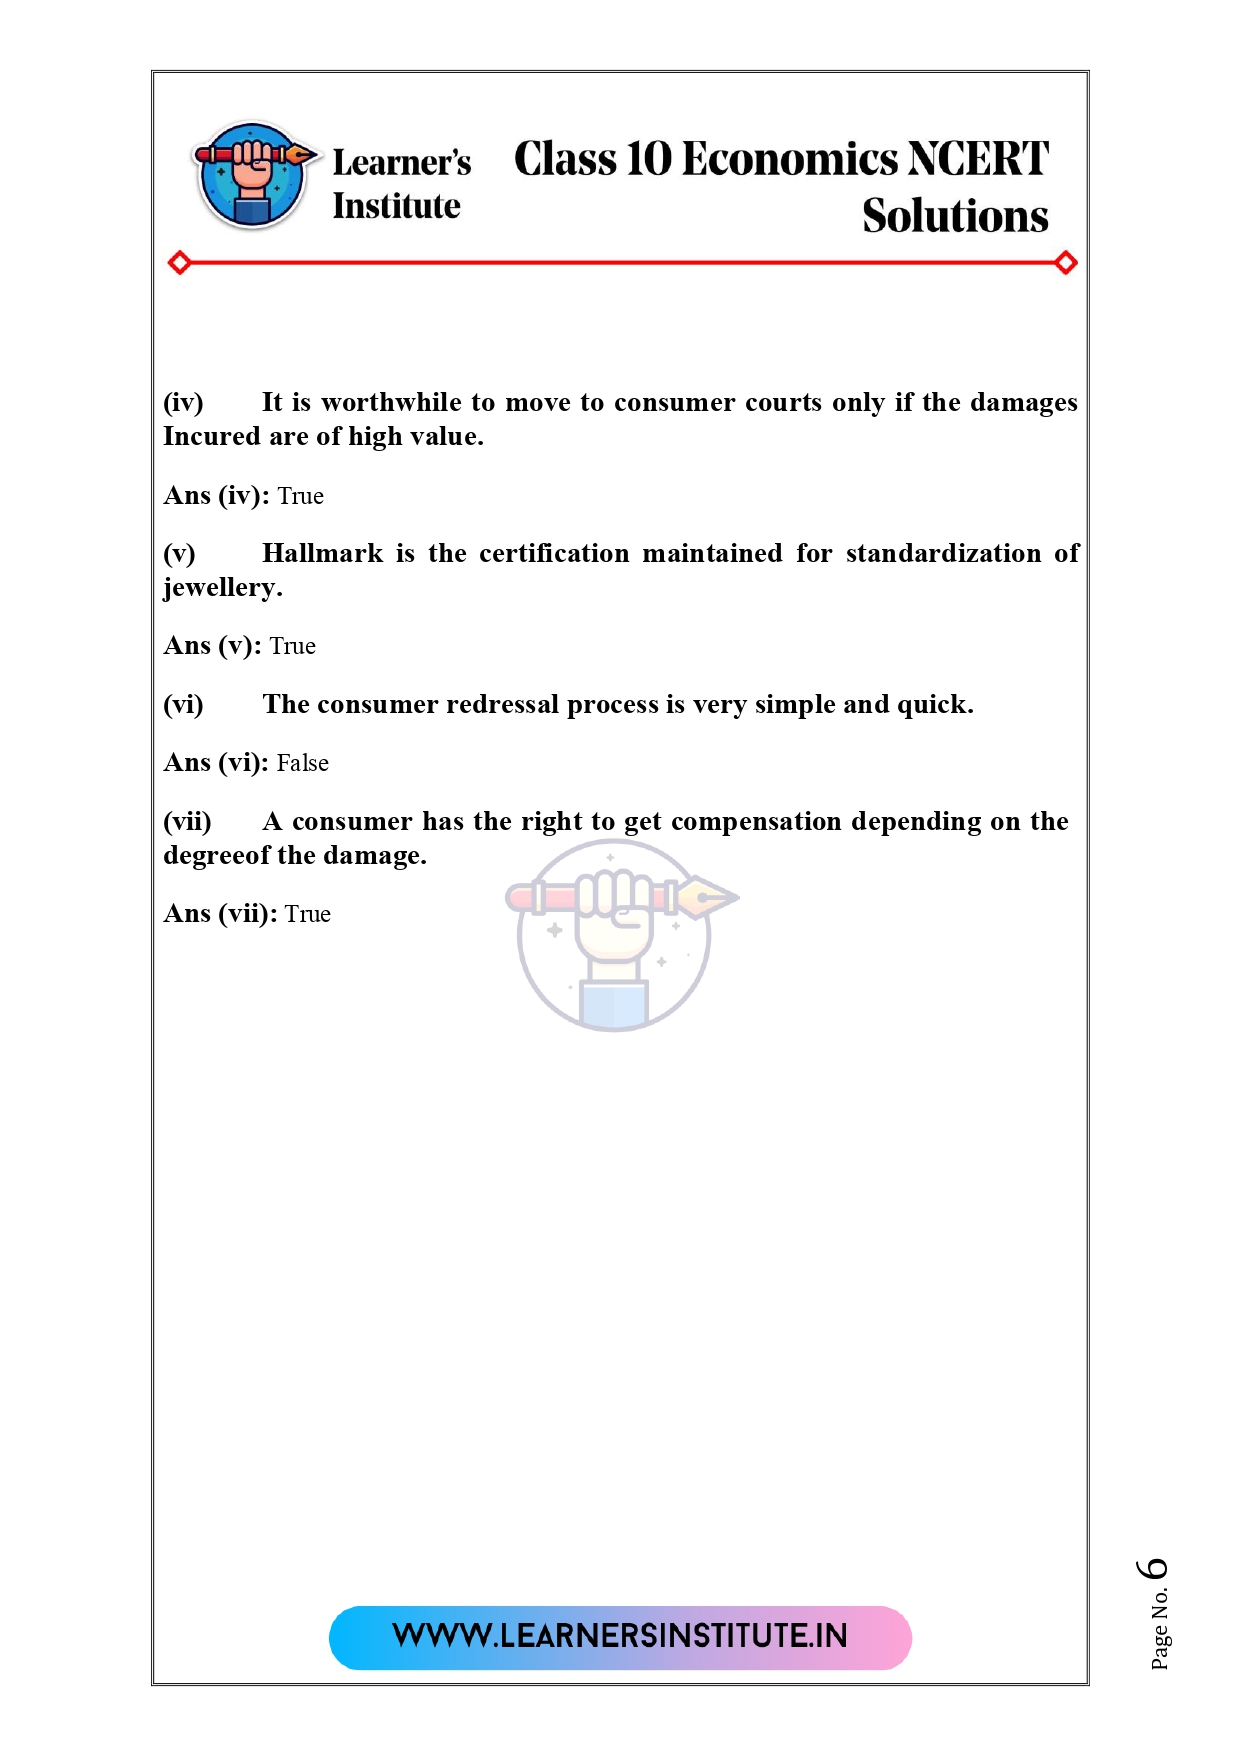 Learner's
Institute
Class 10 Economics NCERT
Solutions
(iv) It is worthwhile to move to consumer courts only if the damages
Incured are of high value.
Ans (iv): True
(v) Hallmark is the certification maintained for standardization of
jewellery.
Ans (v): True
(vi) The consumer redressal process is very simple and quick.
Ans (vi): False
(vii) A consumer has the right to get compensation depending on the
degreeof the damage.
Ans (vii): True
WWW.LEARNERSINSTITUTE.IN
Page No. 6